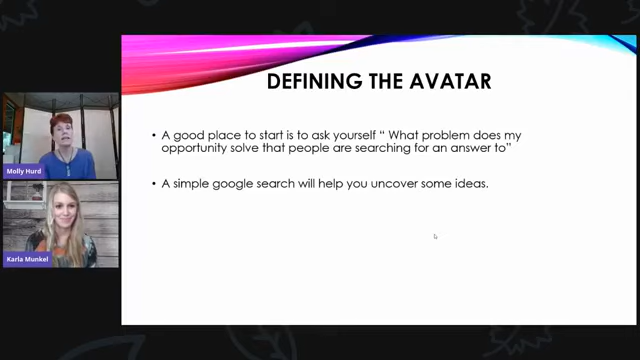 DEFINING THE AVATAR
• A good place to start is to ask yourself “ What problem does my
opportunity solve that people are searching for an answer to”
• A simple google search will help you uncover some ideas.
Molly Hurd
Karla Munkel